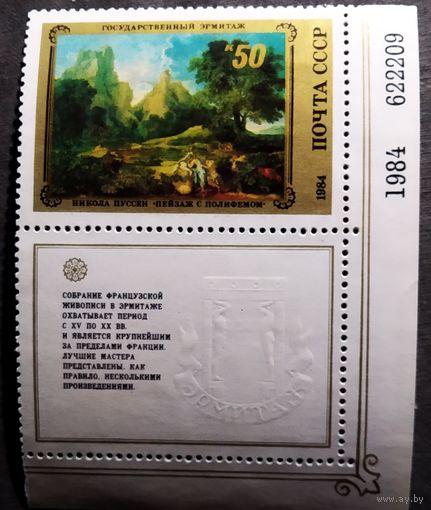 ГОСУДАРСТВЕННЫЙ ЭРМИТАЖ
К50
ПОЧТА СССР
1984
НИКОЛА ПУССЕН «ПЕЙЗАЖ С ПОЛИФЕМОМ»
1984 622209
СОБРАНИЕ ФРАНЦУЗСКОЙ
ЖИВОПИСИ В ЭРМИТАЖЕ
ОХВАТЫВАЕТ ПЕРИОД
С XV ПО XX ВВ.
И ЯВЛЯЕТСЯ КРУПНЕЙШИМ
ЗА ПРЕДЕЛАМИ ФРАНЦИИ.
ЛУЧШИЕ МАСТЕРА
ПРЕДСТАВЛЕНЫ, КАК
ПРАВИЛО, НЕСКОЛЬКИМИ
ПРОИЗВЕДЕНИЯМИ.
ЭРМИТАЖ
www.ay.by